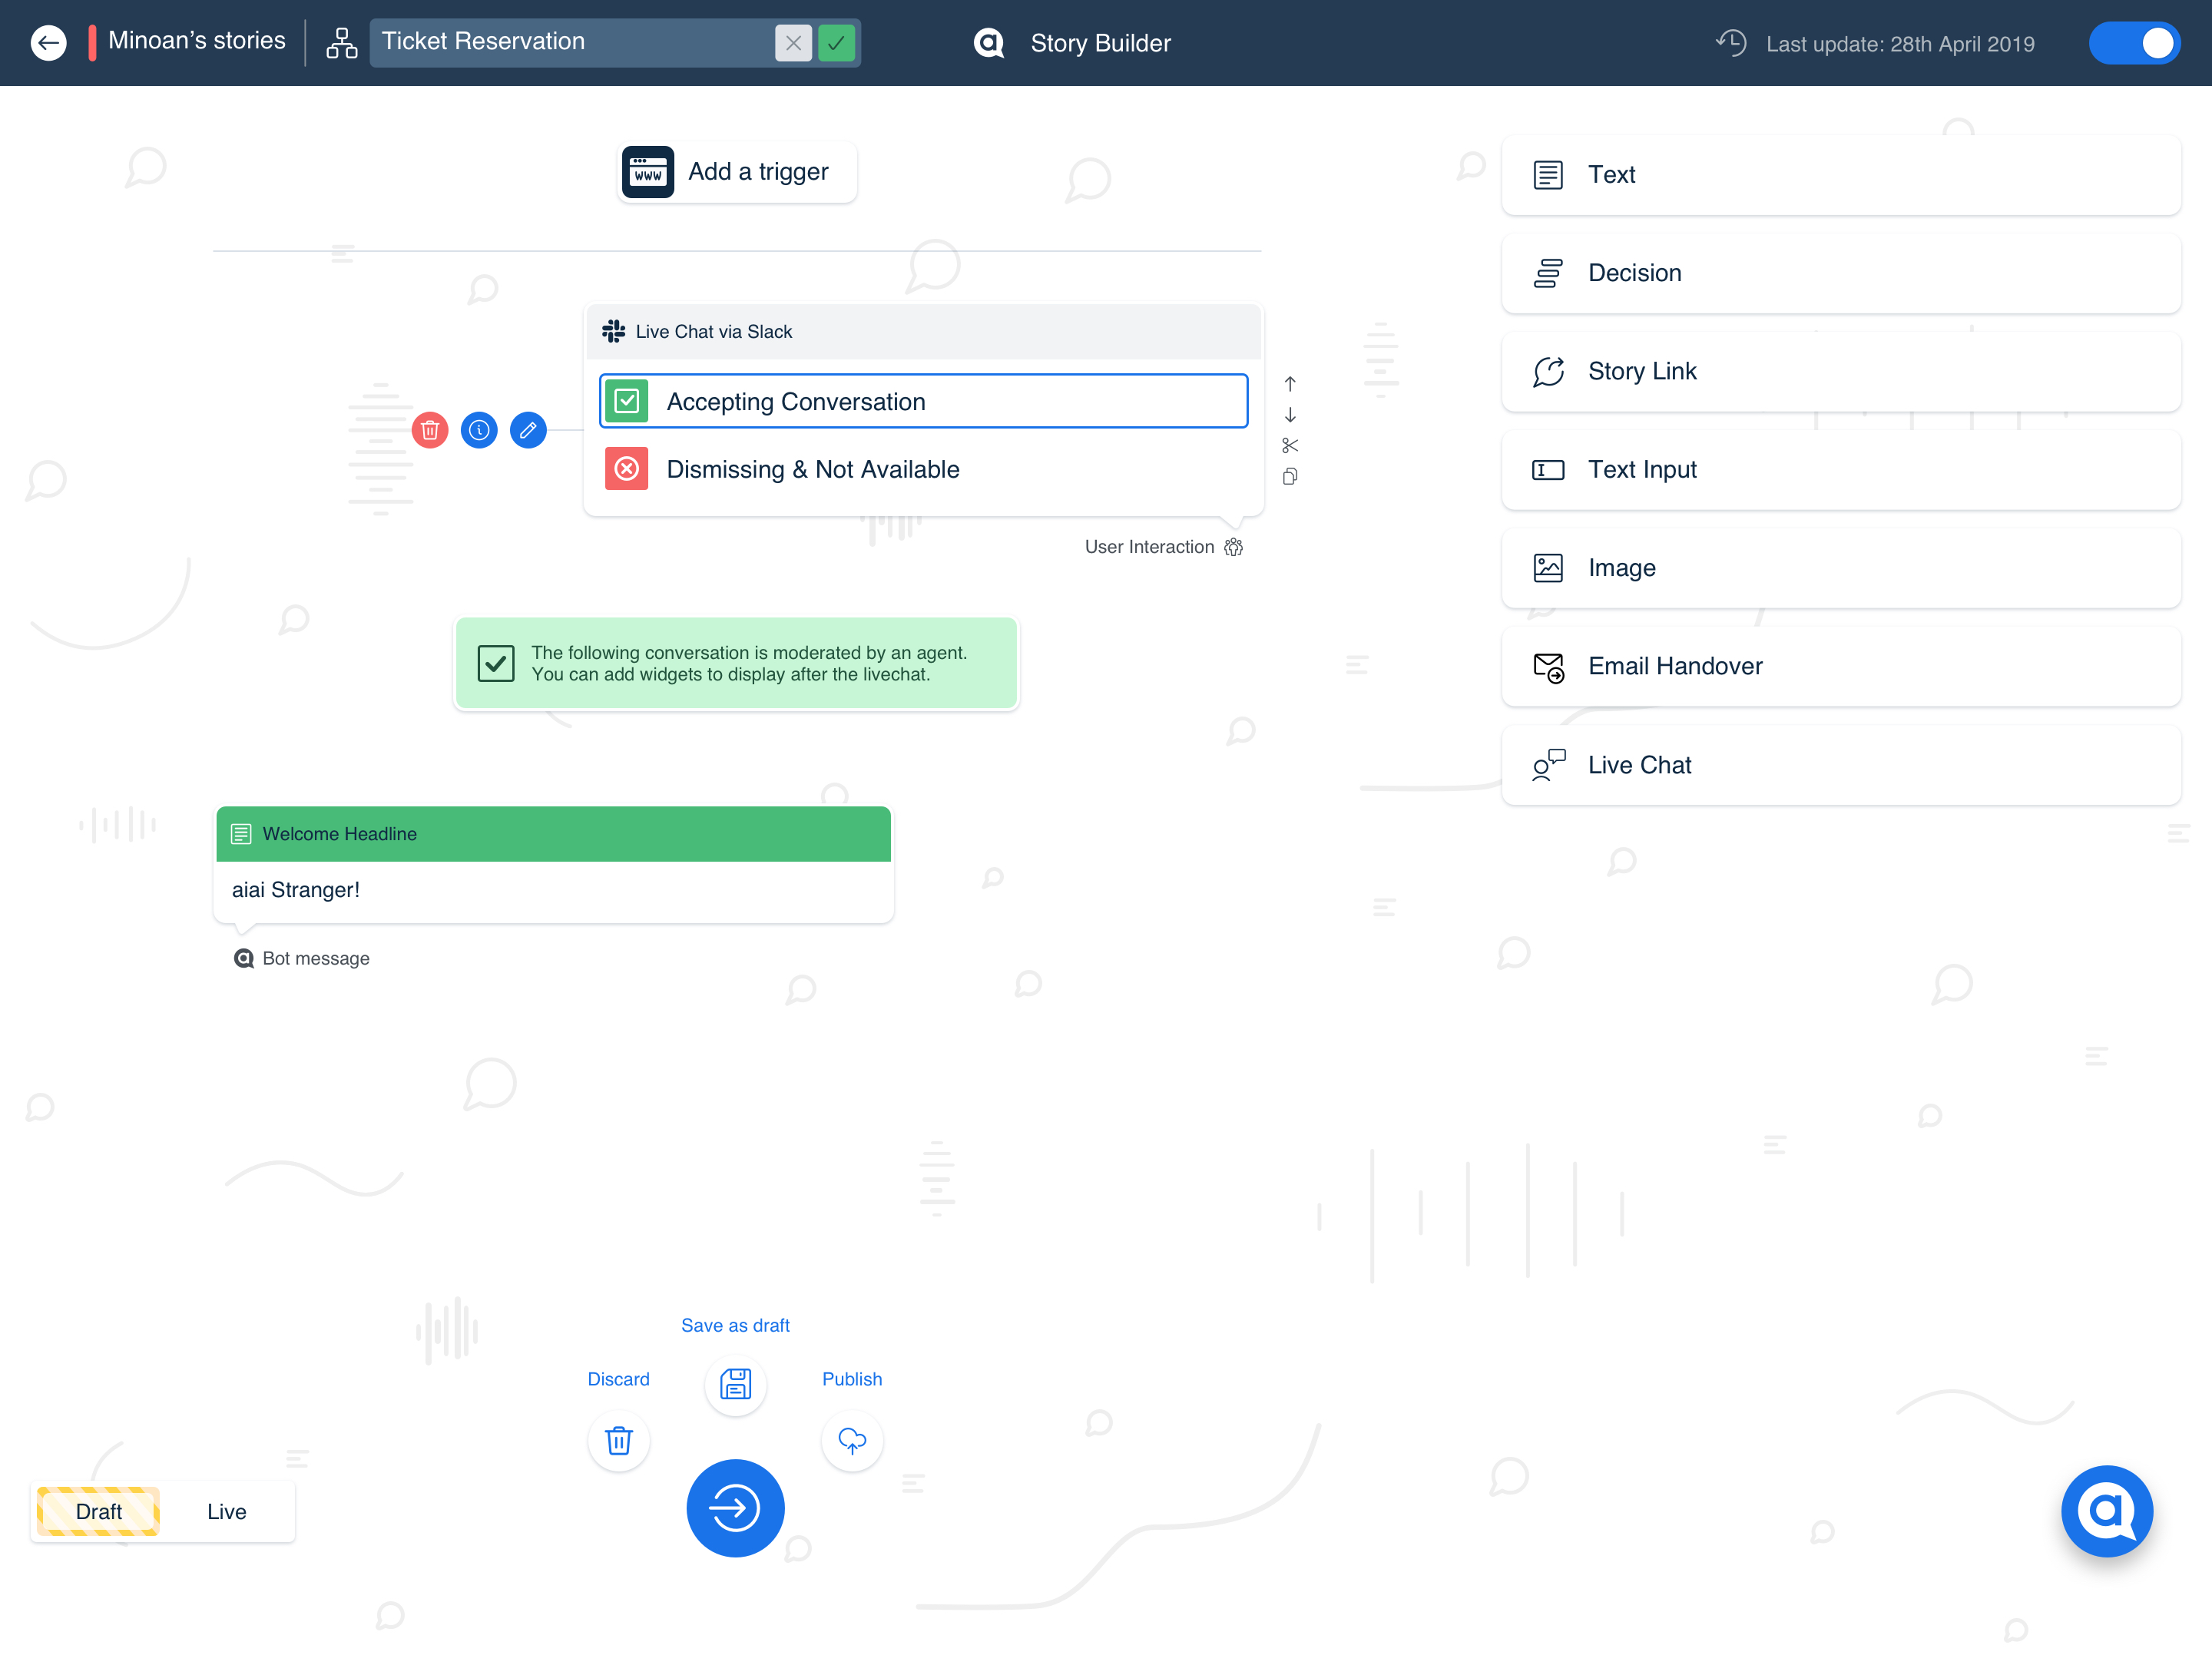 Minoan’s stories
Ticket Reservation
Story Builder
Last update: 28th April 2019
www
Add a trigger
Live Chat via Slack
Accepting Conversation
Dismissing & Not Available
User Interaction
The following conversation is moderated by an agent.
You can add widgets to display after the livechat.
Welcome Headline
aiai Stranger!
Bot message
Text
Decision
Story Link
Text Input
Image
Email Handover
Live Chat
Save as draft
Discard
Publish
Draft
Live